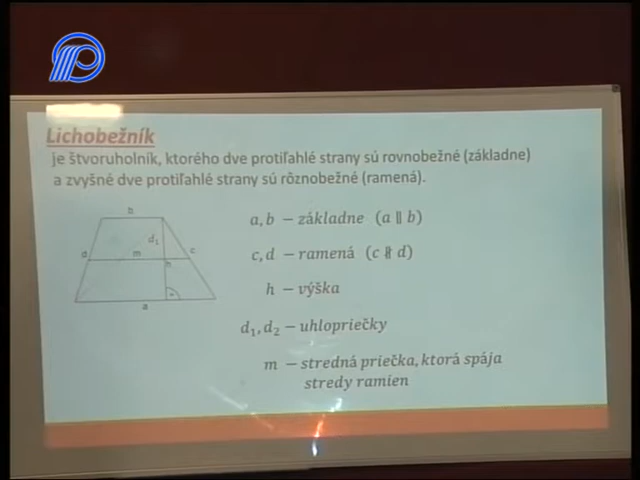 Lichobežník
je štvoruholník, ktorého dve protiľahlé strany sú rovnobežné (základne)
a zvyšné dve protiľahlé strany sú rôznobežné (ramená).
b
a, b − základne (a ∥ b)
d₁
d
m
c
c, d − ramená (c ∦ d)
h
h − výška
a
d₁, d₂ − uhlopriečky
m − stredná priečka, ktorá spája
stredy ramien